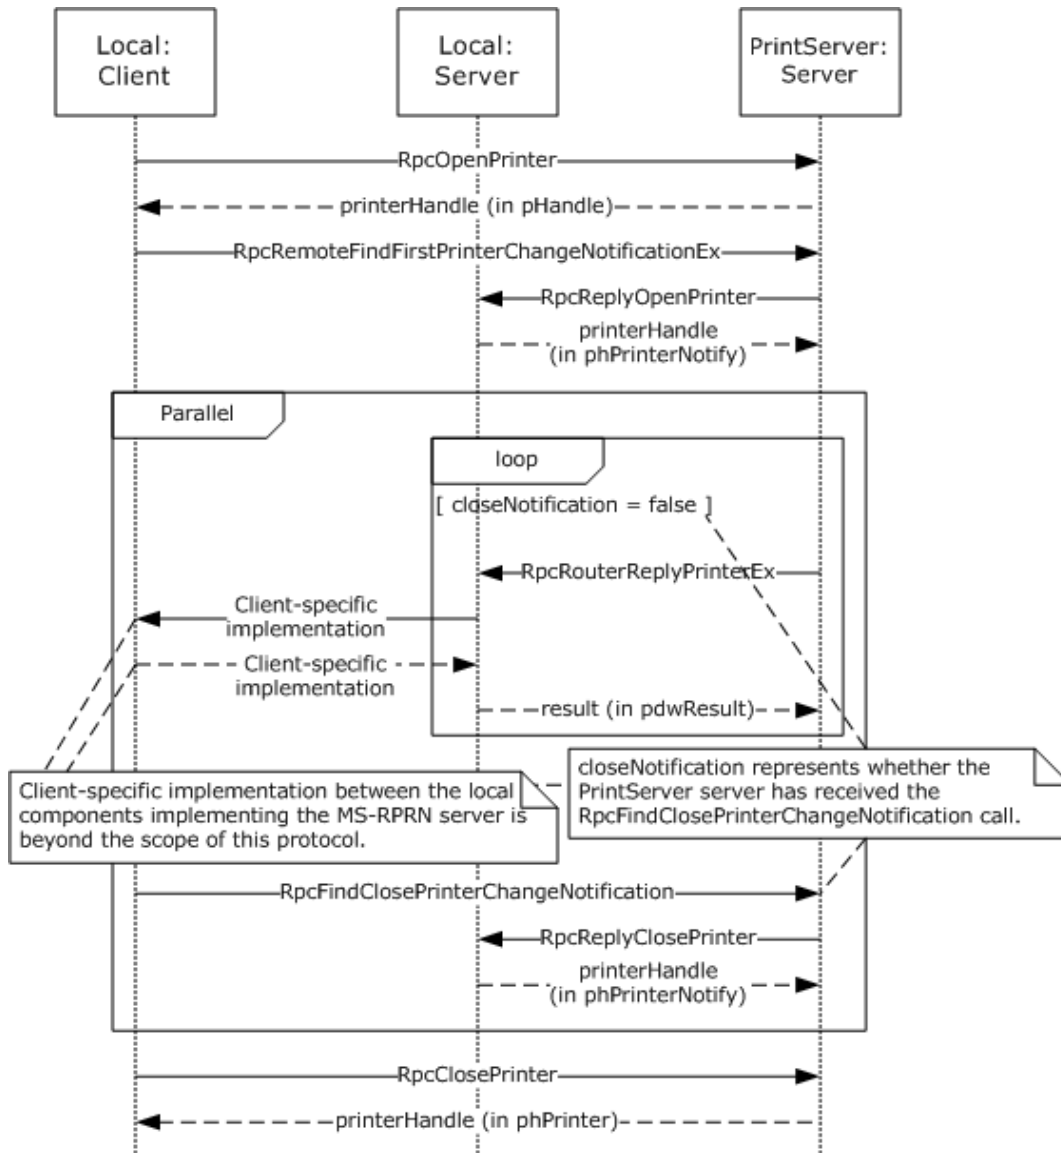 Local:
Client
Local:
Server
PrintServer:
Server
RpcOpenPrinter
printerHandle (in pHandle)
RpcRemoteFindFirstPrinterChangeNotificationEx
RpcReplyOpenPrinter
printerHandle
(in phPrinterNotify)
Parallel
loop
[ closeNotification = false ]
RpcRouterReplyPrinterEx
Client-specific
implementation
Client-specific
implementation
result (in pdwResult)
closeNotification represents whether the
PrintServer server has received the
RpcFindClosePrinterChangeNotification call.
Client-specific implementation between the local
components implementing the MS-RPRN server is
beyond the scope of this protocol.
RpcFindClosePrinterChangeNotification
RpcReplyClosePrinter
printerHandle
(in phPrinterNotify)
RpcClosePrinter
printerHandle (in phPrinter)